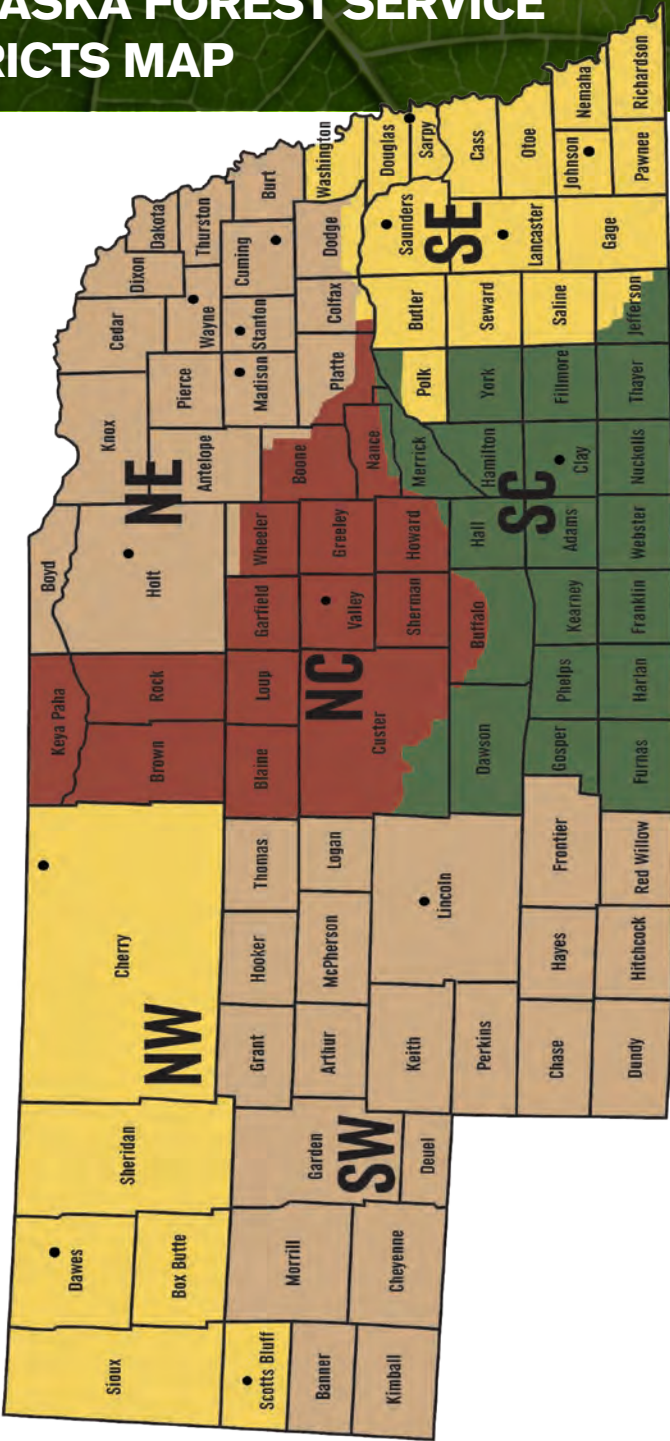 ASKA FOREST SERVICE
RICTS MAP
Sioux
Dawes
Box Butte
Scotts Bluff
Banner
Kimball
Sheridan
Morrill
Cheyenne
Garden
Deuel
SW
NW
Cherry
Grant
Hooker
Thomas
Arthur
McPherson
Logan
Keith
Lincoln
Perkins
Chase
Hayes
Frontier
Dundy
Hitchcock
Red Willow
Keya Paha
Brown
Rock
Blaine
Loup
Garfield
Wheeler
Custer
NC
Valley
Greeley
Sherman
Howard
Boone
Nance
Boyd
Holt
NE
Knox
Antelope
Cedar
Pierce
Madison
Dixon
Wayne
Stanton
Dakota
Thurston
Cuming
Burt
Platte
Colfax
Dodge
Washington
Dawson
Buffalo
Hall
Merrick
Hamilton
SC
Polk
York
Gosper
Phelps
Kearney
Adams
Clay
Fillmore
Furnas
Harlan
Franklin
Webster
Nuckolls
Thayer
Jefferson
Butler
Saunders
Douglas
Sarpy
SE
Seward
Lancaster
Cass
Saline
Otoe
Gage
Johnson
Nemaha
Pawnee
Richardson